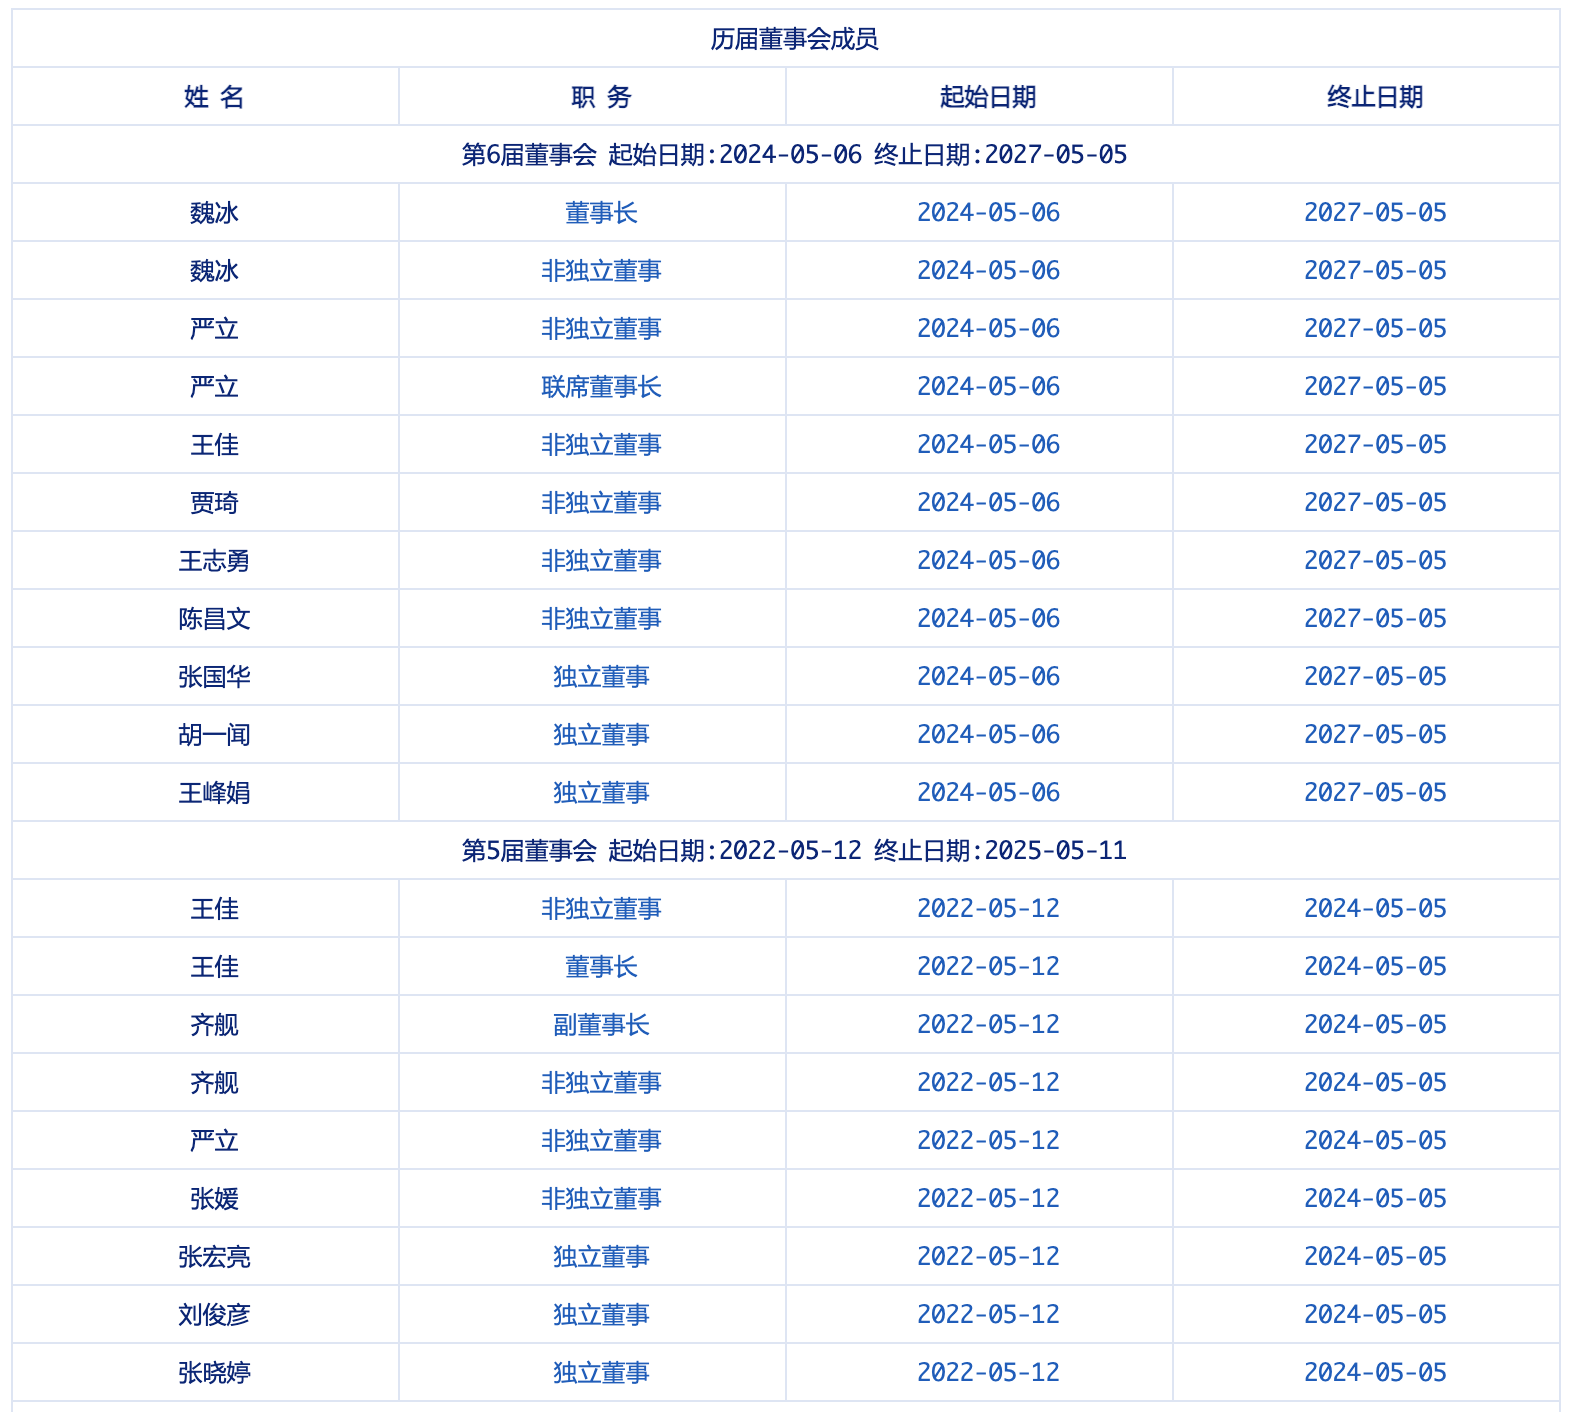 历届董事会成员
姓 名 职 务 起始日期 终止日期
第6届董事会 起始日期:2024-05-06 终止日期:2027-05-05
魏冰 董事长 2024-05-06 2027-05-05
魏冰 非独立董事 2024-05-06 2027-05-05
严立 非独立董事 2024-05-06 2027-05-05
严立 联席董事长 2024-05-06 2027-05-05
王佳 非独立董事 2024-05-06 2027-05-05
贾琦 非独立董事 2024-05-06 2027-05-05
王志勇 非独立董事 2024-05-06 2027-05-05
陈昌文 非独立董事 2024-05-06 2027-05-05
张国华 独立董事 2024-05-06 2027-05-05
胡一闻 独立董事 2024-05-06 2027-05-05
王峰娟 独立董事 2024-05-06 2027-05-05
第5届董事会 起始日期:2022-05-12 终止日期:2025-05-11
王佳 非独立董事 2022-05-12 2024-05-05
王佳 董事长 2022-05-12 2024-05-05
齐舰 副董事长 2022-05-12 2024-05-05
齐舰 非独立董事 2022-05-12 2024-05-05
严立 非独立董事 2022-05-12 2024-05-05
张媛 非独立董事 2022-05-12 2024-05-05
张宏亮 独立董事 2022-05-12 2024-05-05
刘俊彦 独立董事 2022-05-12 2024-05-05
张晓婷 独立董事 2022-05-12 2024-05-05